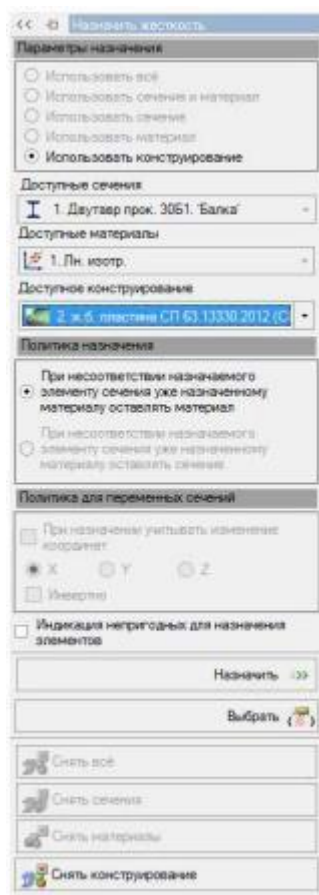 << Назначить жесткость
Параметры назначения
Использовать всё
Использовать сечение и материал
Использовать сечение
Использовать материал
Использовать конструирование
Доступные сечения
1. Двутавр прок. 30Б1. 'Балка'
Доступные материалы
1. Лн. изотр.
Доступное конструирование
2. ж.б. пластина СП 63.13330.2012 (С
Политика назначения
При несоответствии назначаемого
элементу сечения уже назначенному
материалу оставлять материал
При несоответствии назначаемого
элементу сечения уже назначенному
материалу оставлять сечение
Политика для переменных сечений
При назначении учитывать изменение
координат
X Y Z
Инвертно
Индикация непригодных для назначения
элементов
Назначить
Выбрать
Снять всё
Снять сечения
Снять материалы
Снять конструирование